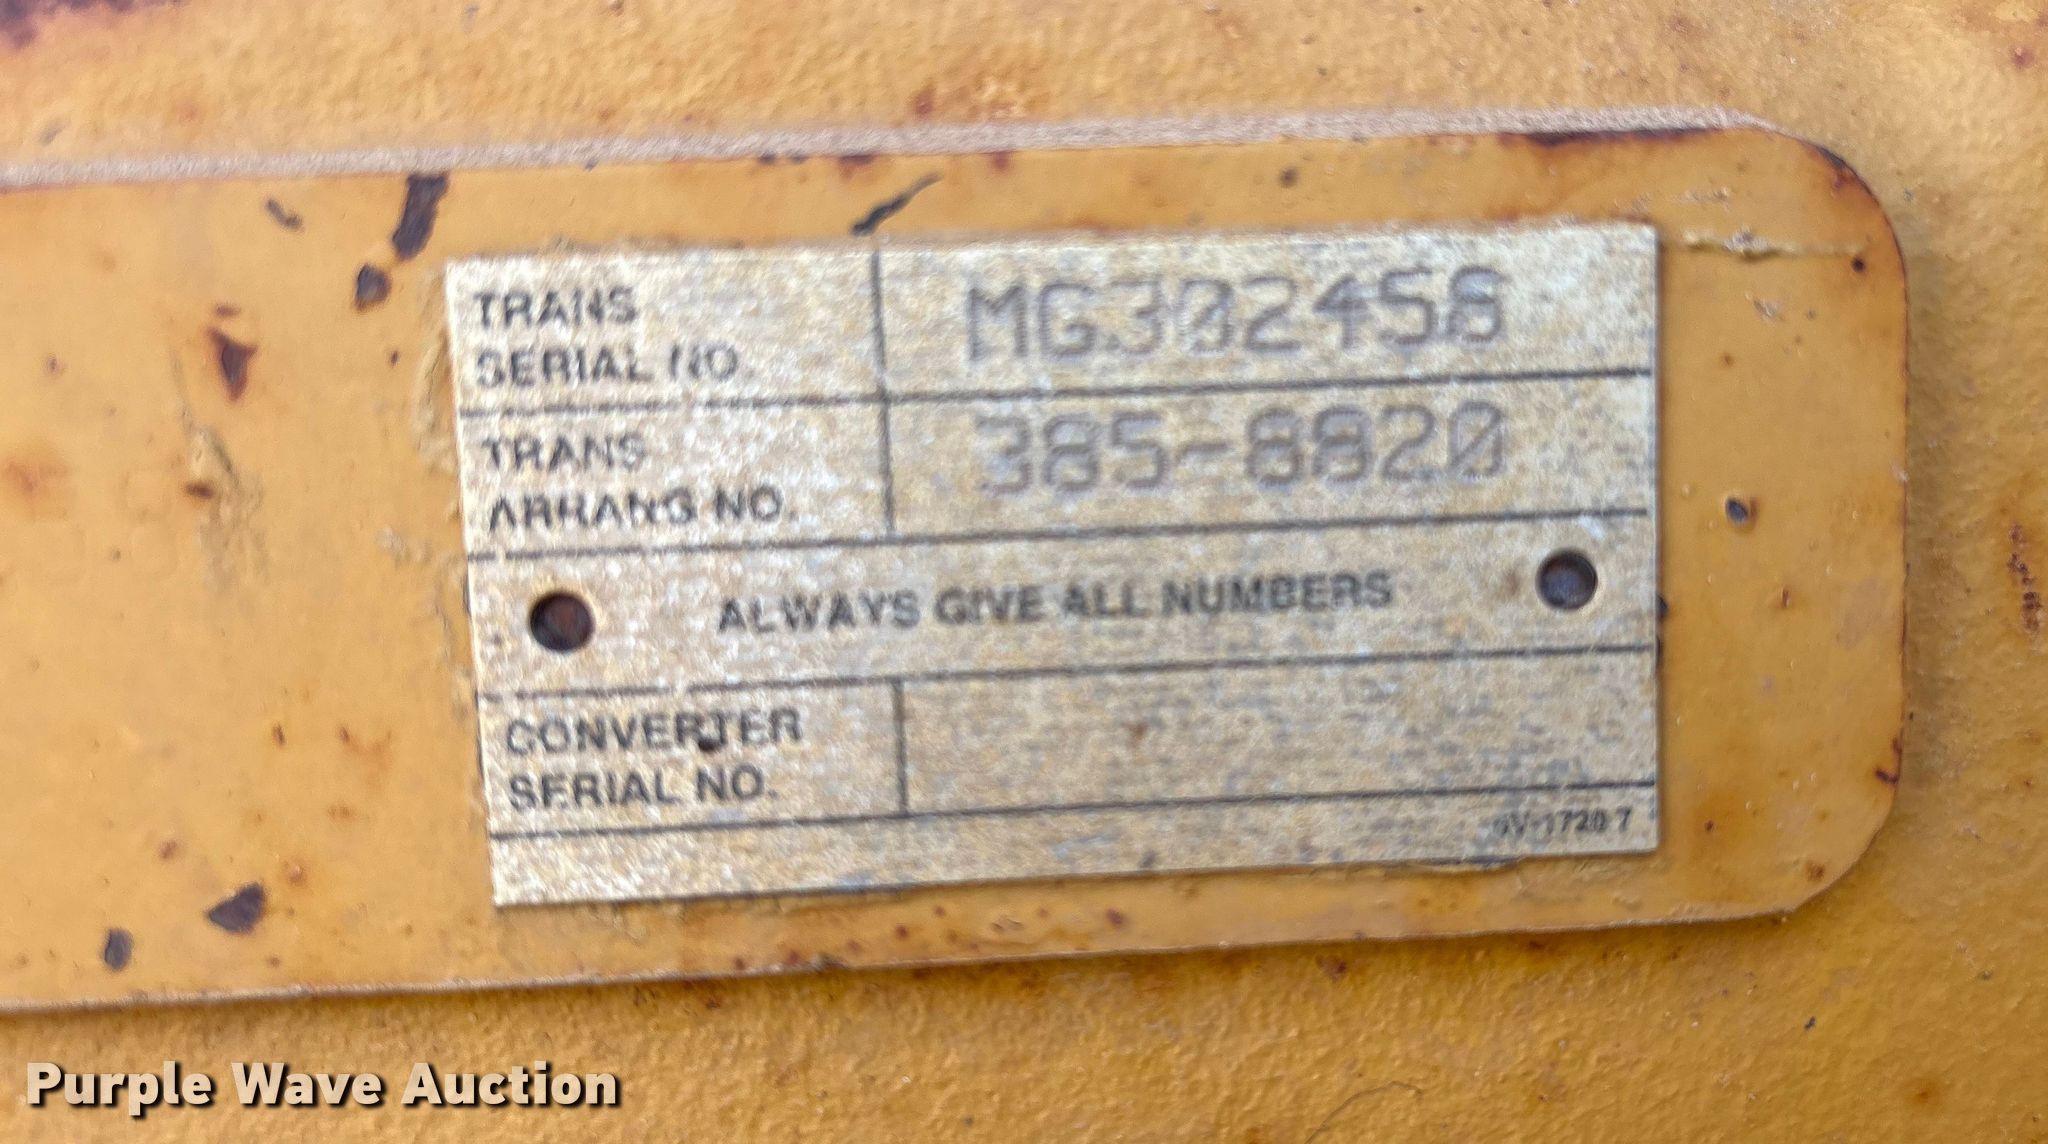 TRANS
SERIAL NO. MG302458
TRANS
ARRANG NO. 385-8820
ALWAYS GIVE ALL NUMBERS
CONVERTER
SERIAL NO.
Purple Wave Auction